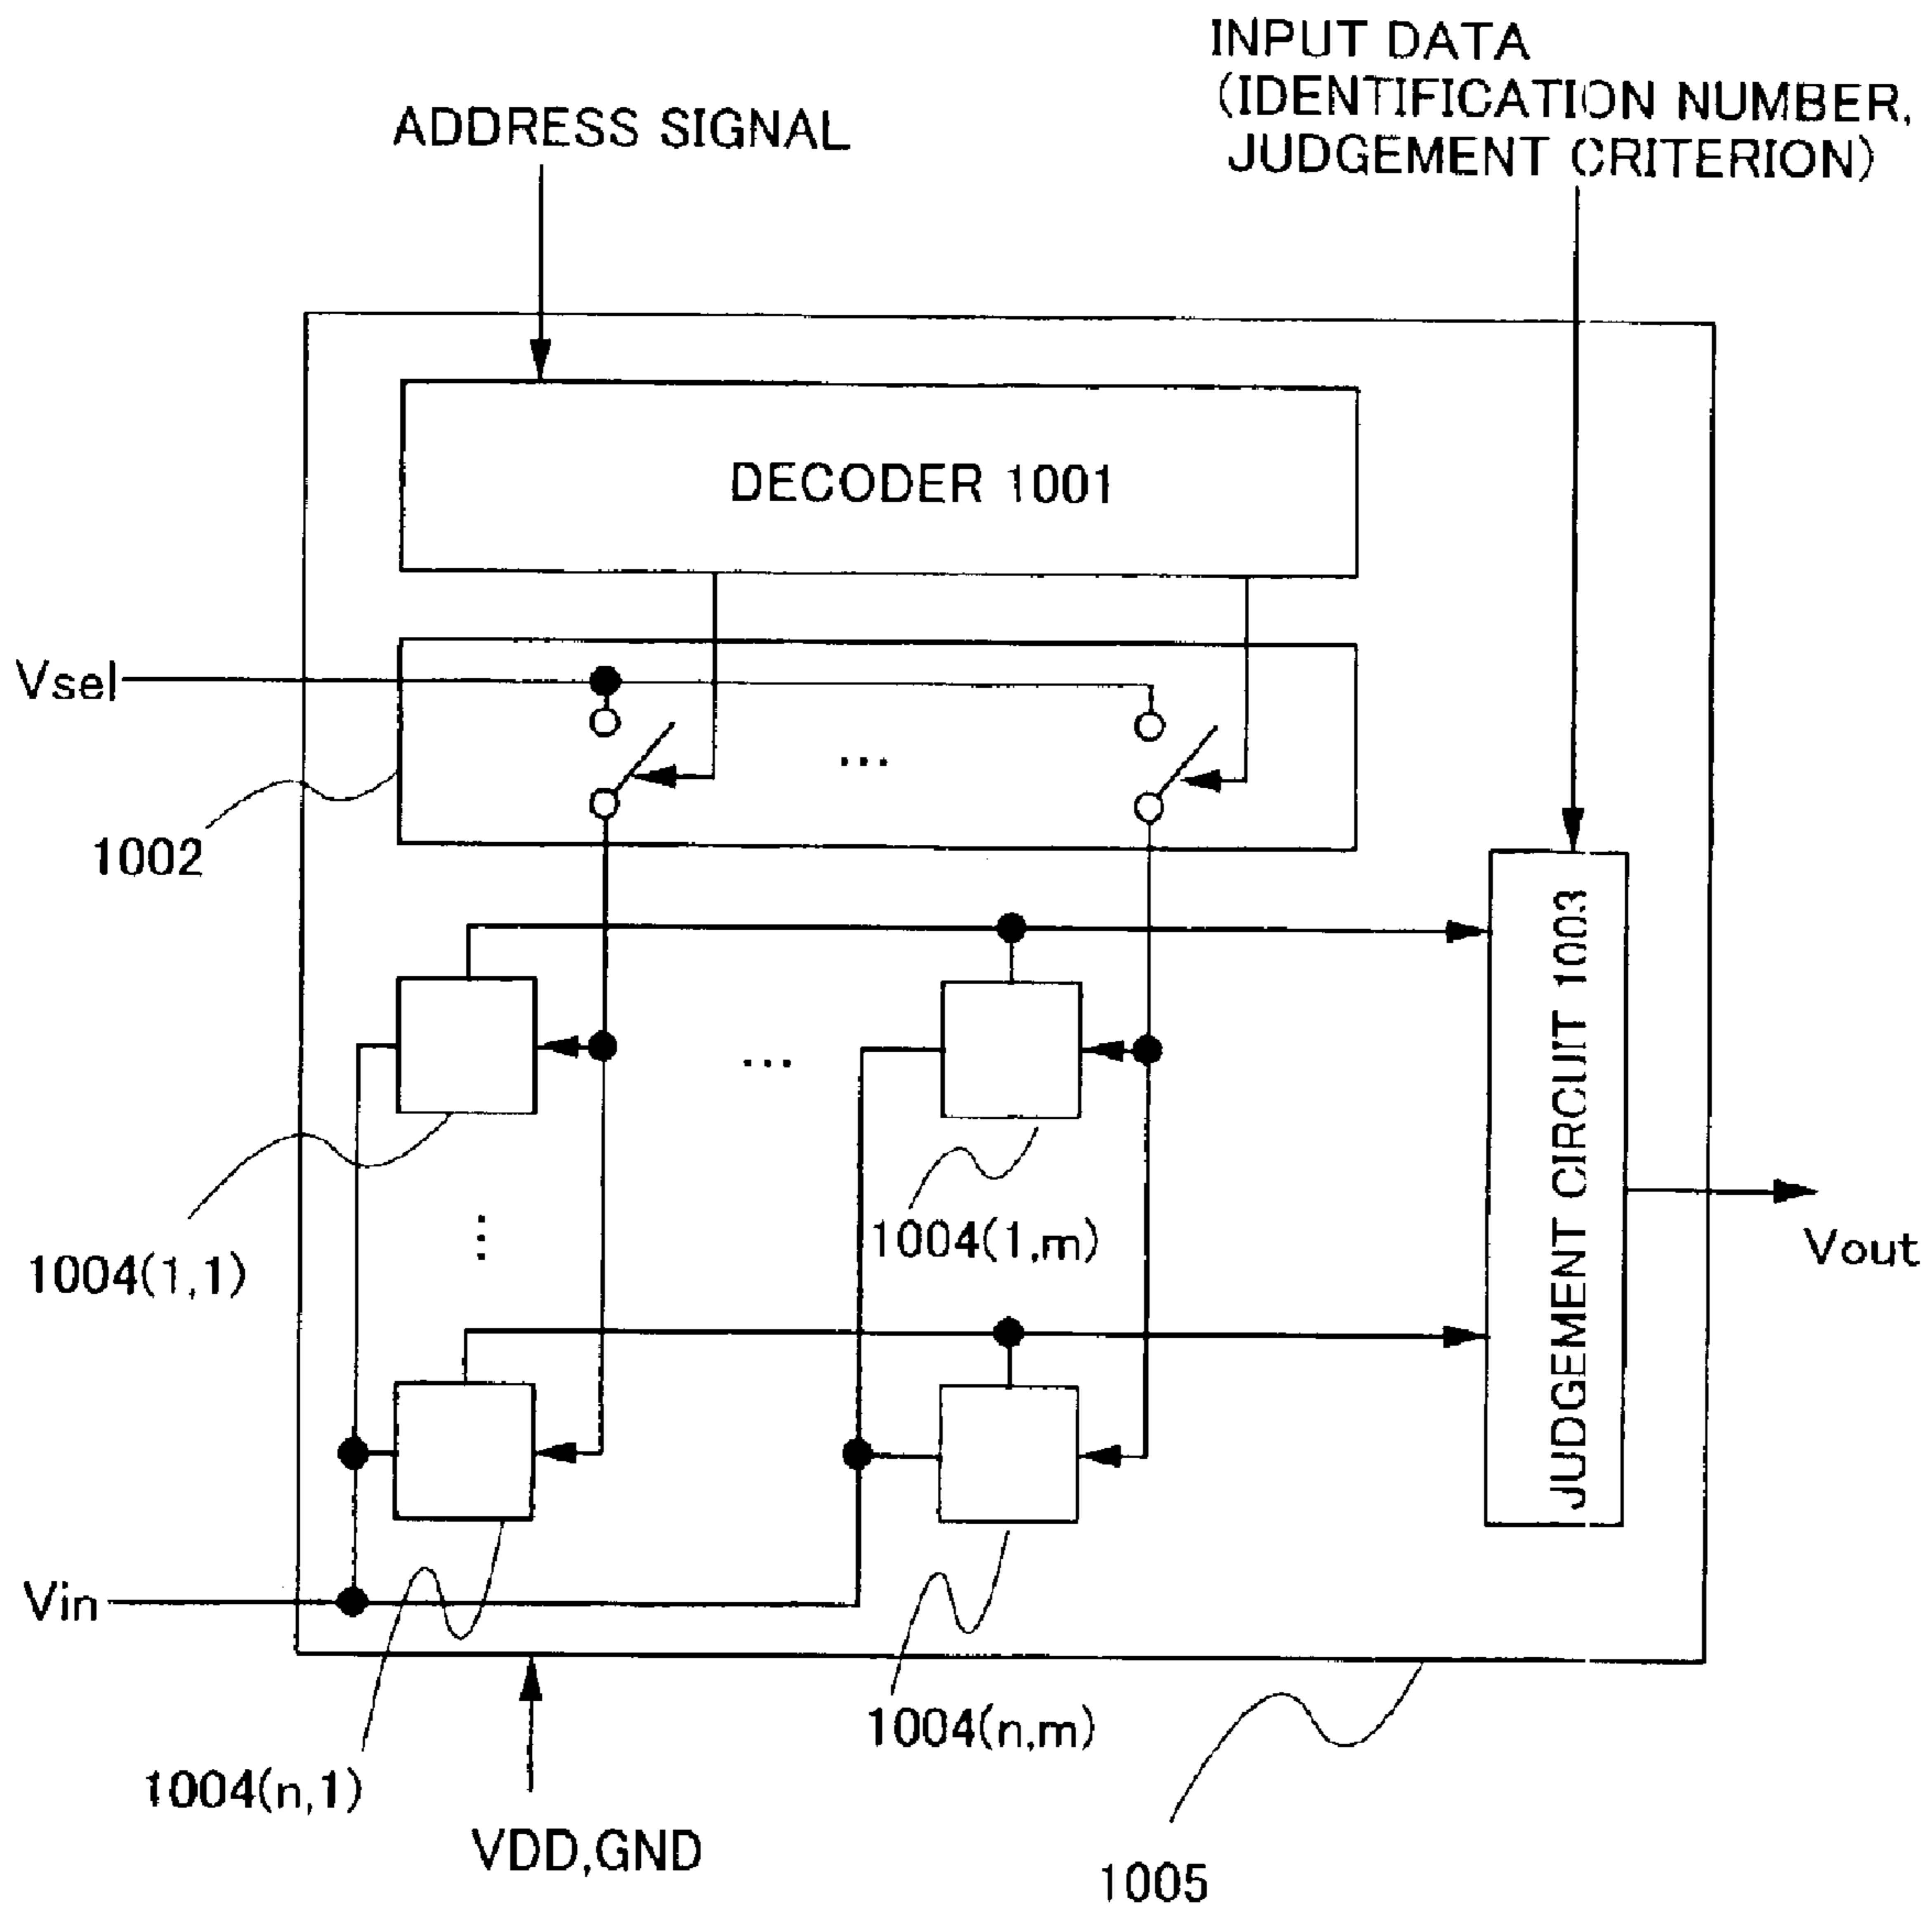 INPUT DATA
(IDENTIFICATION NUMBER,
JUDGEMENT CRITERION)
ADDRESS SIGNAL
DECODER 1001
Vsel
...
1002
JUDGEMENT CIRCUIT 1003
...
1004(1,m)
Vout
1004(1,1)
Vin
1004(n,m)
1004(n,1)
VDD,GND
1005